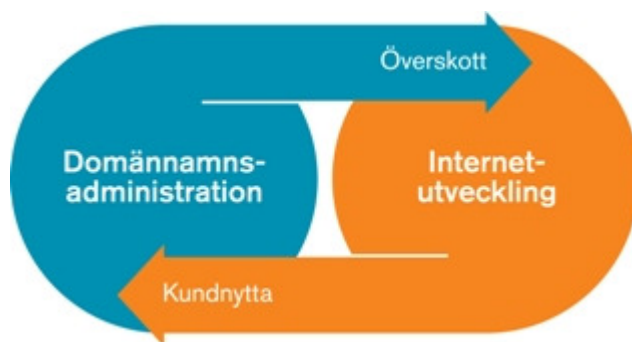 Överskott
Domännamns-
administration
Internet-
utveckling
Kundnytta